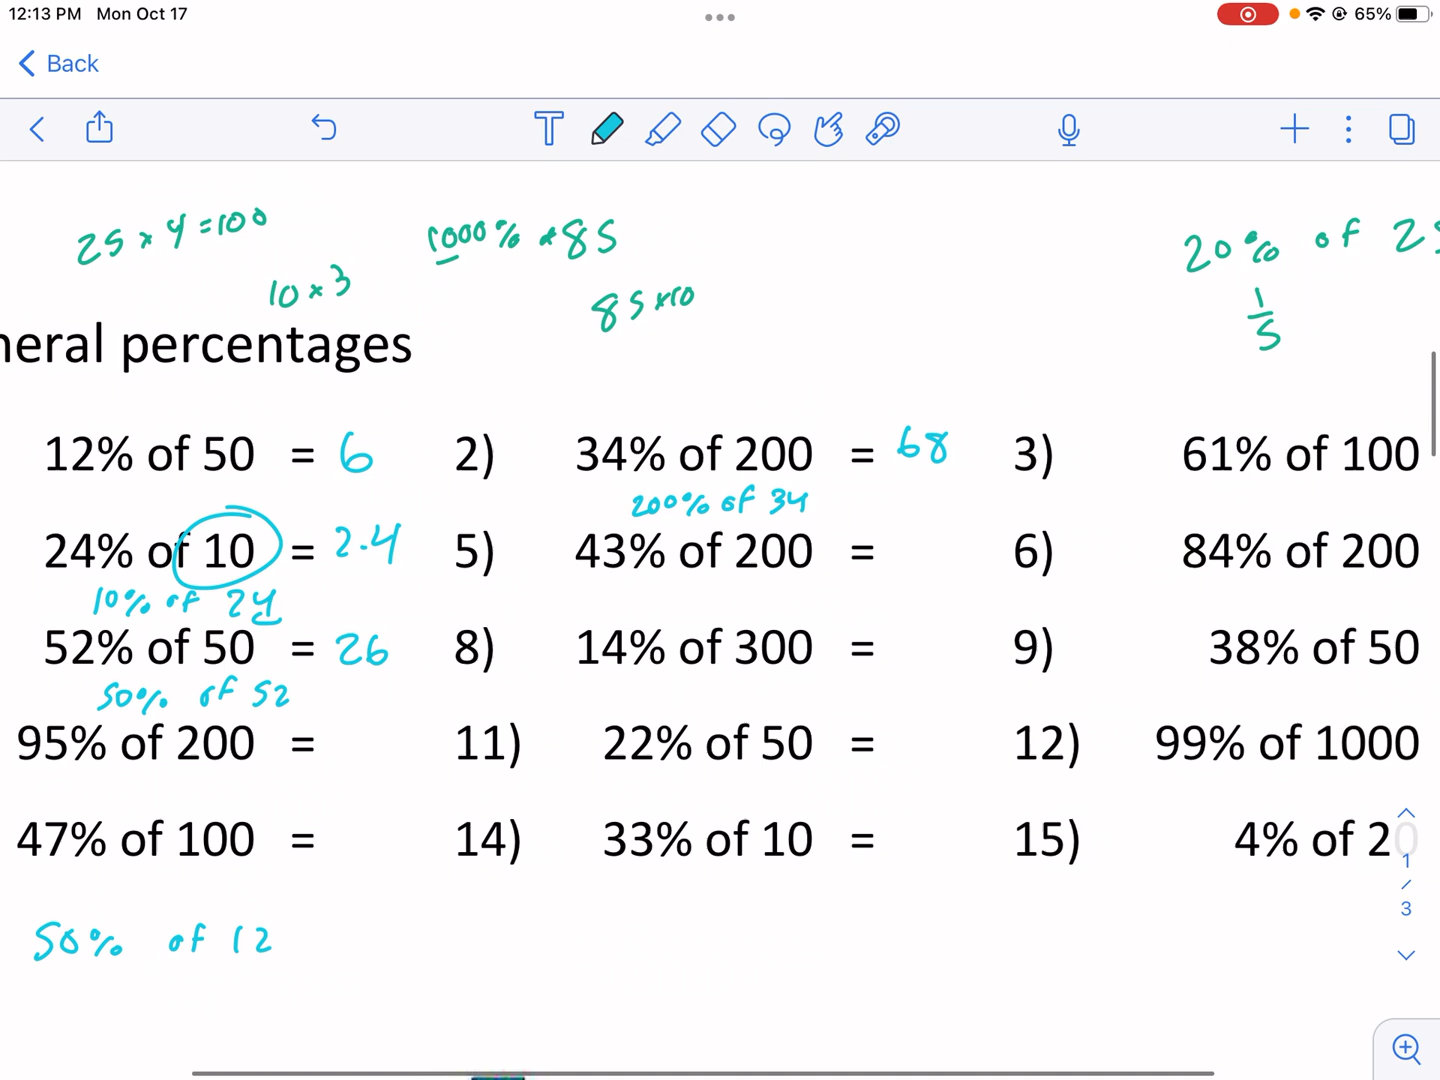 12:13 PM Mon Oct 17 65%
Back
25 × 4 = 100 1000% of 85 20% of
10 × 3 85 × 10 1/5
neral percentages
12% of 50 = 6 2) 34% of 200 = 68 3) 61% of 100
200% of 34
24% of 10 = 2.4 5) 43% of 200 = 6) 84% of 200
10% of 24
52% of 50 = 26 8) 14% of 300 = 9) 38% of 50
50% of 52
95% of 200 = 11) 22% of 50 = 12) 99% of 1000
47% of 100 = 14) 33% of 10 = 15) 4% of 20
1
/
3
50% of 12